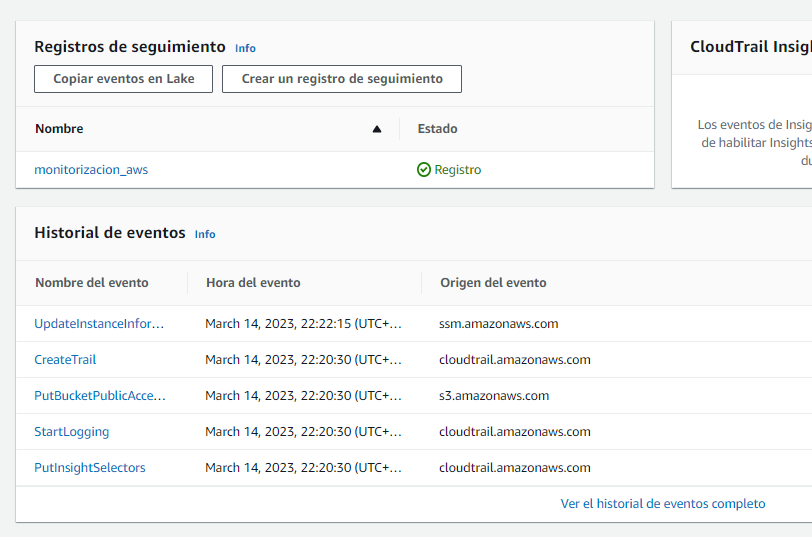 Registros de seguimiento Info
Copiar eventos en Lake Crear un registro de seguimiento
Nombre ▲ Estado
monitorizacion_aws Registro
CloudTrail Insig
Los eventos de Insig
de habilitar Insights
du
Historial de eventos Info
Nombre del evento Hora del evento Origen del evento
UpdateInstanceInfor... March 14, 2023, 22:22:15 (UTC+... ssm.amazonaws.com
CreateTrail March 14, 2023, 22:20:30 (UTC+... cloudtrail.amazonaws.com
PutBucketPublicAcce... March 14, 2023, 22:20:30 (UTC+... s3.amazonaws.com
StartLogging March 14, 2023, 22:20:30 (UTC+... cloudtrail.amazonaws.com
PutInsightSelectors March 14, 2023, 22:20:30 (UTC+... cloudtrail.amazonaws.com
Ver el historial de eventos completo